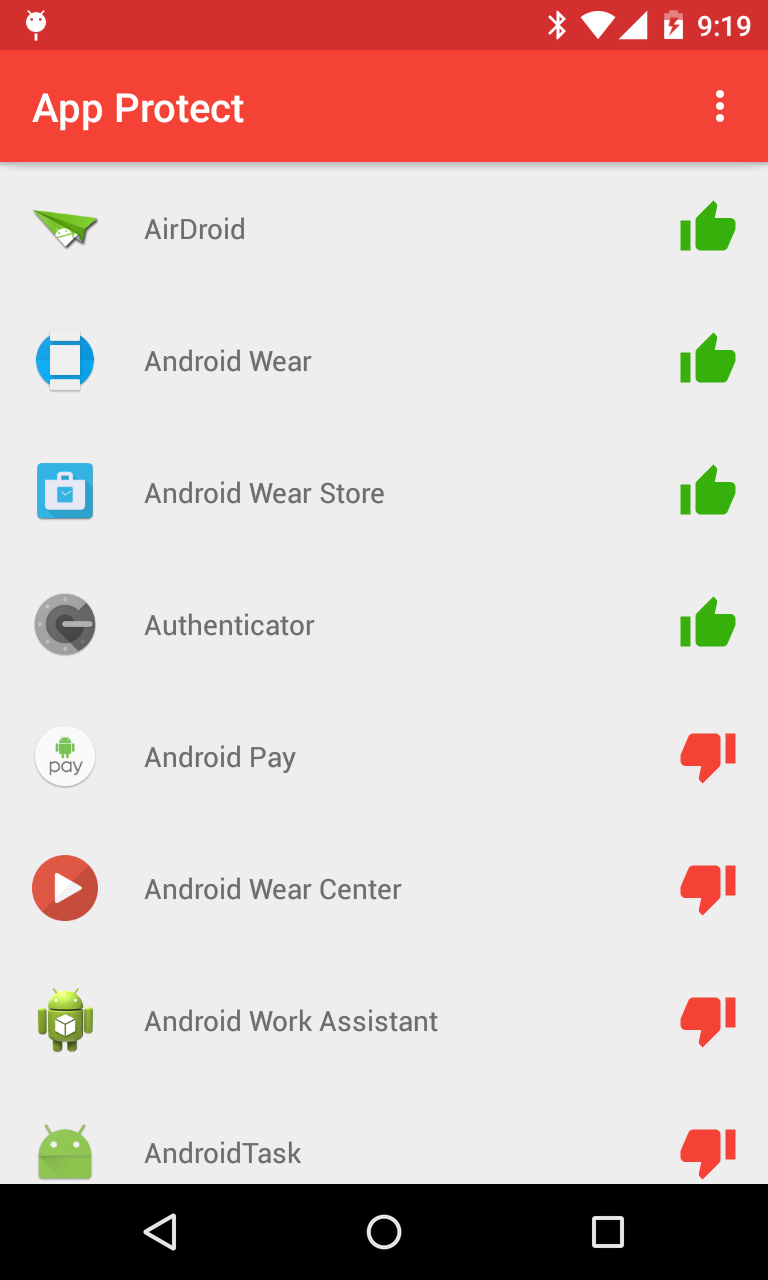 9:19
App Protect
AirDroid
Android Wear
Android Wear Store
Authenticator
pay
Android Pay
Android Wear Center
Android Work Assistant
AndroidTask